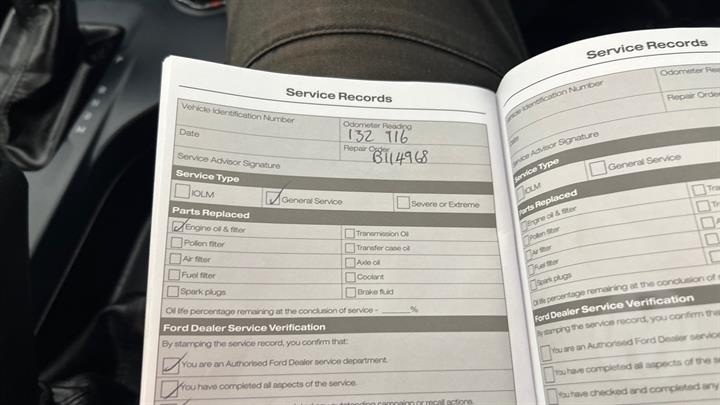 Service Records
Vehicle Identification Number
Odometer Reading
132 916
Date
Repair Order
B114968
Service Advisor Signature
Service Type
IOLM
General Service
Severe or Extreme
Parts Replaced
Engine oil & filter
Transmission Oil
Pollen filter
Transfer case oil
Air filter
Axle oil
Fuel filter
Coolant
Spark plugs
Brake fluid
Oil life percentage remaining at the conclusion of service - ______%
Ford Dealer Service Verification
By stamping the service record, you confirm that:
You are an Authorised Ford Dealer service department.
You have completed all aspects of the service.
outstanding campaign or recall actions.
Service Records
Vehicle Identification Number
Odometer
Repair Order
Service Advisor Signature
Service Type
IOLM
General Service
Parts Replaced
Engine oil & filter
Pollen filter
Air filter
Fuel filter
Spark plugs
Oil life percentage remaining at the conclusion of
Ford Dealer Service Verification
By stamping the service record, you confirm
You are an Authorised Ford Dealer service
You have completed all aspects of the
You have checked and completed any